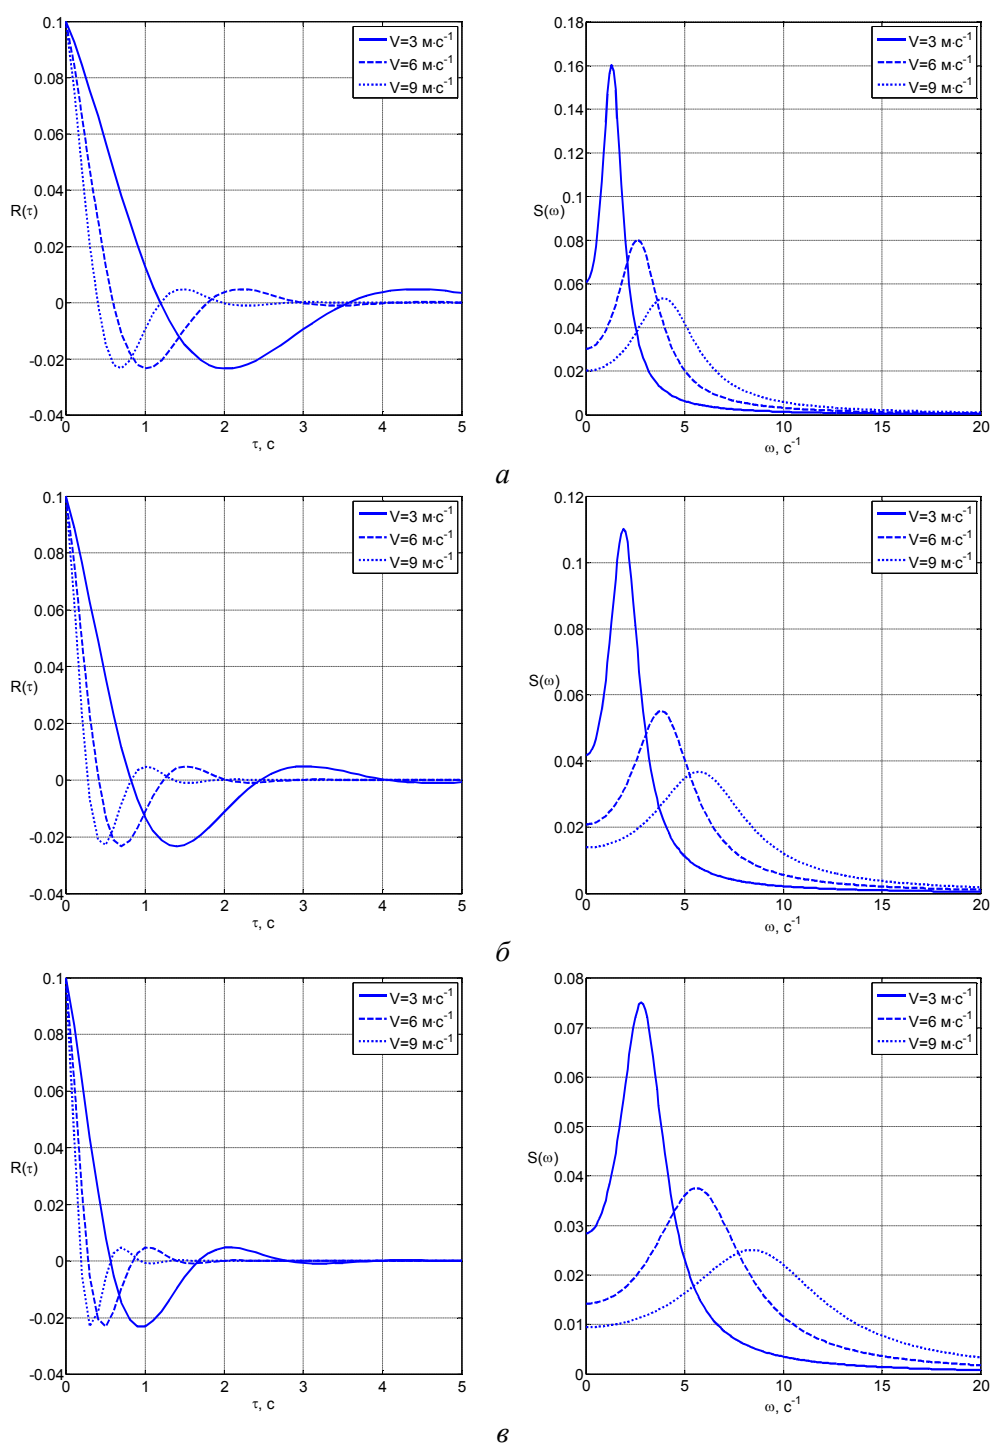 0.1
0.08
0.06
0.04
0.02
0
-0.02
-0.04
R(τ)
0 1 2 3 4 5
τ, с
V=3 м·с⁻¹
V=6 м·с⁻¹
V=9 м·с⁻¹
0.18
0.16
0.14
0.12
0.1
0.08
0.06
0.04
0.02
0
S(ω)
0 5 10 15 20
ω, с⁻¹
V=3 м·с⁻¹
V=6 м·с⁻¹
V=9 м·с⁻¹
а
0.1
0.08
0.06
0.04
0.02
0
-0.02
-0.04
R(τ)
0 1 2 3 4 5
τ, с
V=3 м·с⁻¹
V=6 м·с⁻¹
V=9 м·с⁻¹
0.12
0.1
0.08
0.06
0.04
0.02
0
S(ω)
0 5 10 15 20
ω, с⁻¹
V=3 м·с⁻¹
V=6 м·с⁻¹
V=9 м·с⁻¹
б
0.1
0.08
0.06
0.04
0.02
0
-0.02
-0.04
R(τ)
0 1 2 3 4 5
τ, с
V=3 м·с⁻¹
V=6 м·с⁻¹
V=9 м·с⁻¹
0.08
0.07
0.06
0.05
0.04
0.03
0.02
0.01
0
S(ω)
0 5 10 15 20
ω, с⁻¹
V=3 м·с⁻¹
V=6 м·с⁻¹
V=9 м·с⁻¹
в